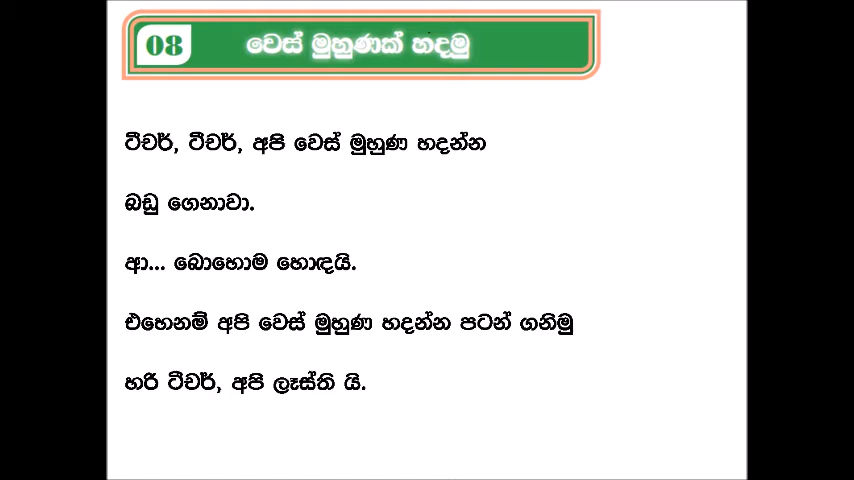 08
වෙස් මුහුණක් හදමු
ටීචර්, ටීචර්, අපි වෙස් මුහුණ හදන්න
බඩු ගෙනාවා.
ආ... බොහොම හොඳයි.
එහෙනම් අපි වෙස් මුහුණ හදන්න පටන් ගනිමු
හරි ටීචර්, අපි ලෑස්ති යි.